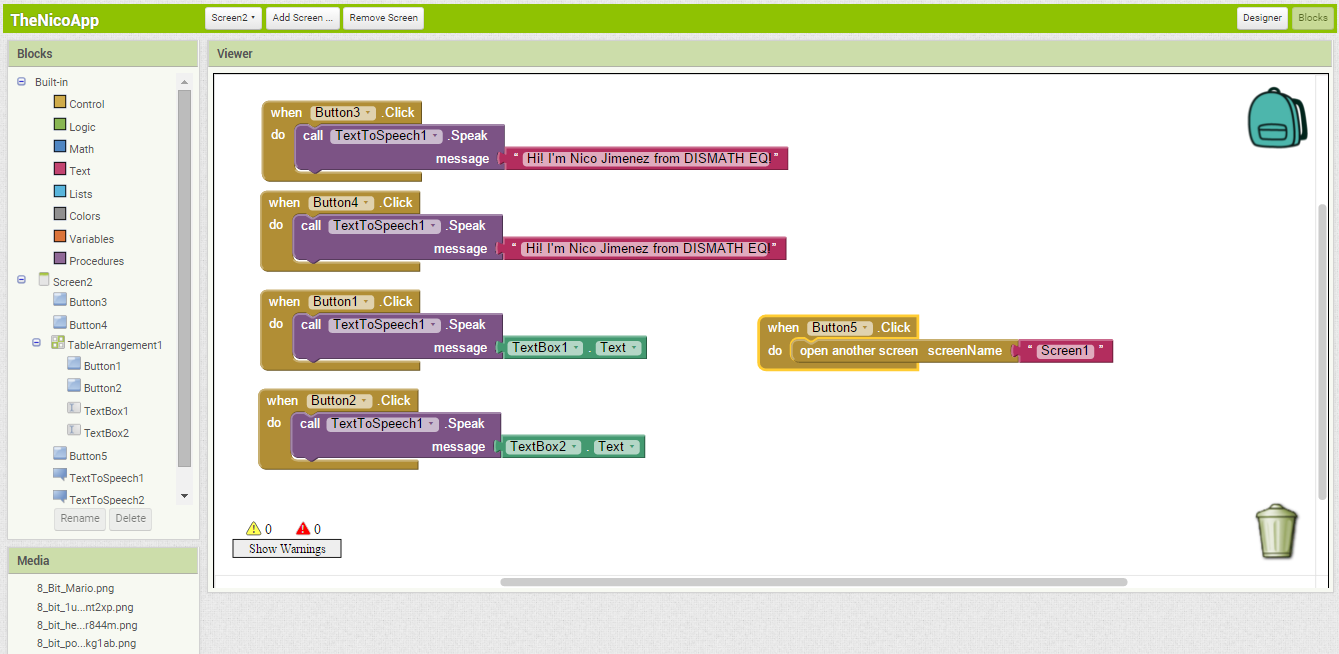 TheNicoApp
Screen2
Add Screen ...
Remove Screen
Designer
Blocks
Blocks
Built-in
Control
Logic
Math
Text
Lists
Colors
Variables
Procedures
Screen2
Button3
Button4
TableArrangement1
Button1
Button2
TextBox1
TextBox2
Button5
TextToSpeech1
TextToSpeech2
Rename
Delete
Media
8_Bit_Mario.png
8_bit_1u...nt2xp.png
8_bit_he...r844m.png
8_bit_po...kg1ab.png
Viewer
when Button3 .Click
do call TextToSpeech1 .Speak
message " Hi! I'm Nico Jimenez from DISMATH EQ! "
when Button4 .Click
do call TextToSpeech1 .Speak
message " Hi! I'm Nico Jimenez from DISMATH EQ! "
when Button1 .Click
do call TextToSpeech1 .Speak
message TextBox1 . Text
when Button2 .Click
do call TextToSpeech1 .Speak
message TextBox2 . Text
when Button5 .Click
do open another screen screenName " Screen1 "
0 0
Show Warnings